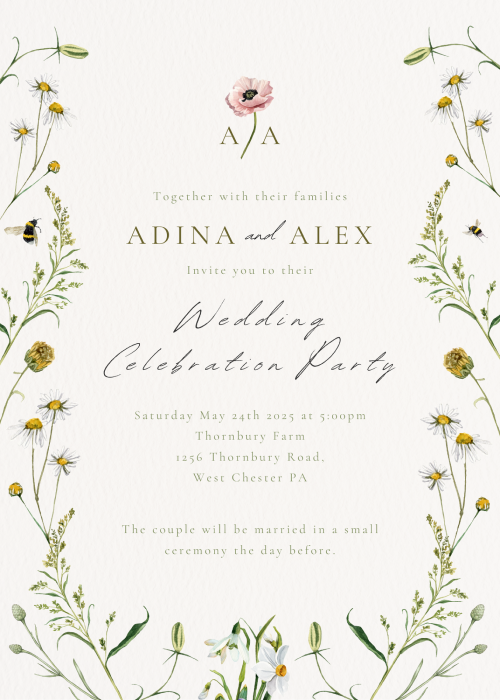 A A
Together with their families
ADINA and ALEX
Invite you to their
Wedding
Celebration Party
Saturday May 24th 2025 at 5:00pm
Thornbury Farm
1256 Thornbury Road,
West Chester PA
The couple will be married in a small
ceremony the day before.